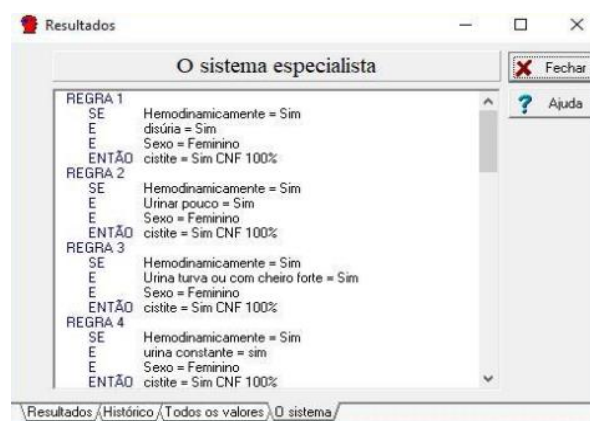 Resultados
O sistema especialista
Fechar
Ajuda
REGRA 1
SE Hemodinamicamente = Sim
E disúria = Sim
E Sexo = Feminino
ENTÃO cistite = Sim CNF 100%
REGRA 2
SE Hemodinamicamente = Sim
E Urinar pouco = Sim
E Sexo = Feminino
ENTÃO cistite = Sim CNF 100%
REGRA 3
SE Hemodinamicamente = Sim
E Urina turva ou com cheiro forte = Sim
E Sexo = Feminino
ENTÃO cistite = Sim CNF 100%
REGRA 4
SE Hemodinamicamente = Sim
E urina constante = sim
E Sexo = Feminino
ENTÃO cistite = Sim CNF 100%
Resultados Histórico Todos os valores O sistema